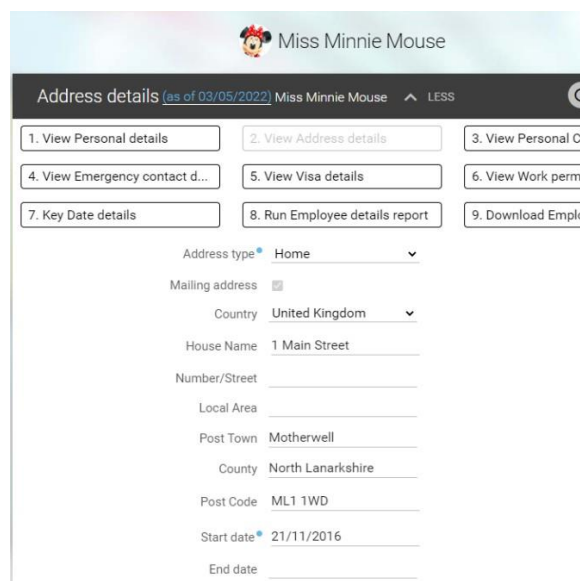 Miss Minnie Mouse
Address details (as of 03/05/2022) Miss Minnie Mouse LESS
1. View Personal details 2. View Address details 3. View Personal C
4. View Emergency contact d... 5. View Visa details 6. View Work perm
7. Key Date details 8. Run Employee details report 9. Download Emplo
Address type Home
Mailing address
Country United Kingdom
House Name 1 Main Street
Number/Street
Local Area
Post Town Motherwell
County North Lanarkshire
Post Code ML1 1WD
Start date 21/11/2016
End date